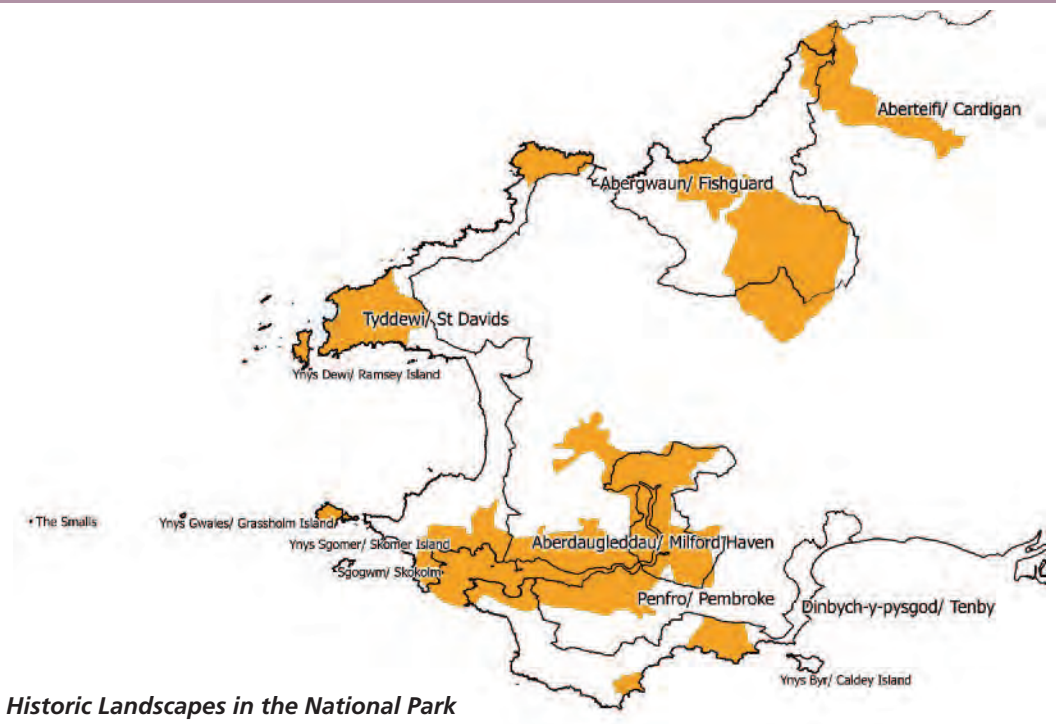 Aberteifi/ Cardigan
Abergwaun/ Fishguard
Tyddewi/ St Davids
Ynys Dewi/ Ramsey Island
The Smalls
Ynys Gwales/ Grassholm Island
Ynys Sgomer/ Skomer Island
Sgogwm/ Skokolm
Aberdaugleddau/ Milford Haven
Penfro/ Pembroke
Dinbych-y-pysgod/ Tenby
Ynys Byr/ Caldey Island
Historic Landscapes in the National Park